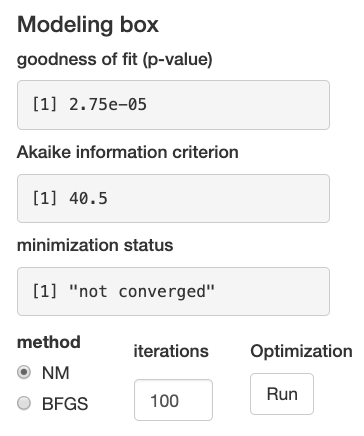 Modeling box
goodness of fit (p-value)
[1] 2.75e-05
Akaike information criterion
[1] 40.5
minimization status
[1] "not converged"
method
iterations
Optimization
NM
100
Run
BFGS